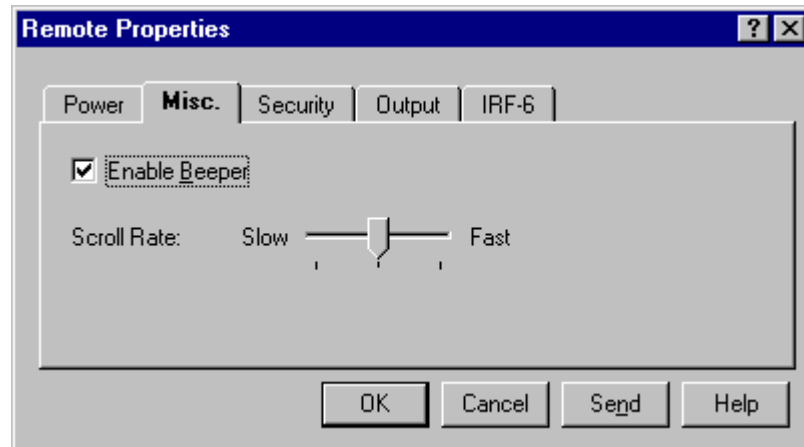 Remote Properties
Power Misc. Security Output IRF-6
Enable Beeper
Scroll Rate: Slow Fast
OK Cancel Send Help